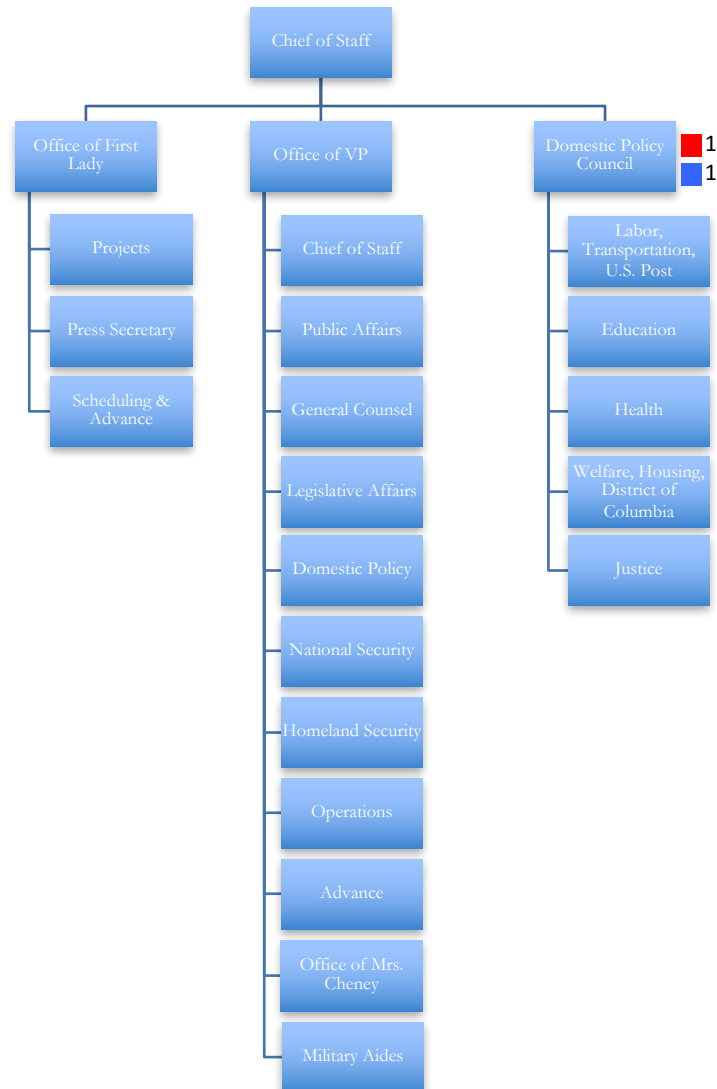 Chief of Staff
Office of First
Lady
Projects
Press Secretary
Scheduling &
Advance
Office of VP
Chief of Staff
Public Affairs
General Counsel
Legislative Affairs
Domestic Policy
National Security
Homeland Security
Operations
Advance
Office of Mrs.
Cheney
Military Aides
Domestic Policy
Council
1
1
Labor,
Transportation,
U.S. Post
Education
Health
Welfare, Housing,
District of
Columbia
Justice